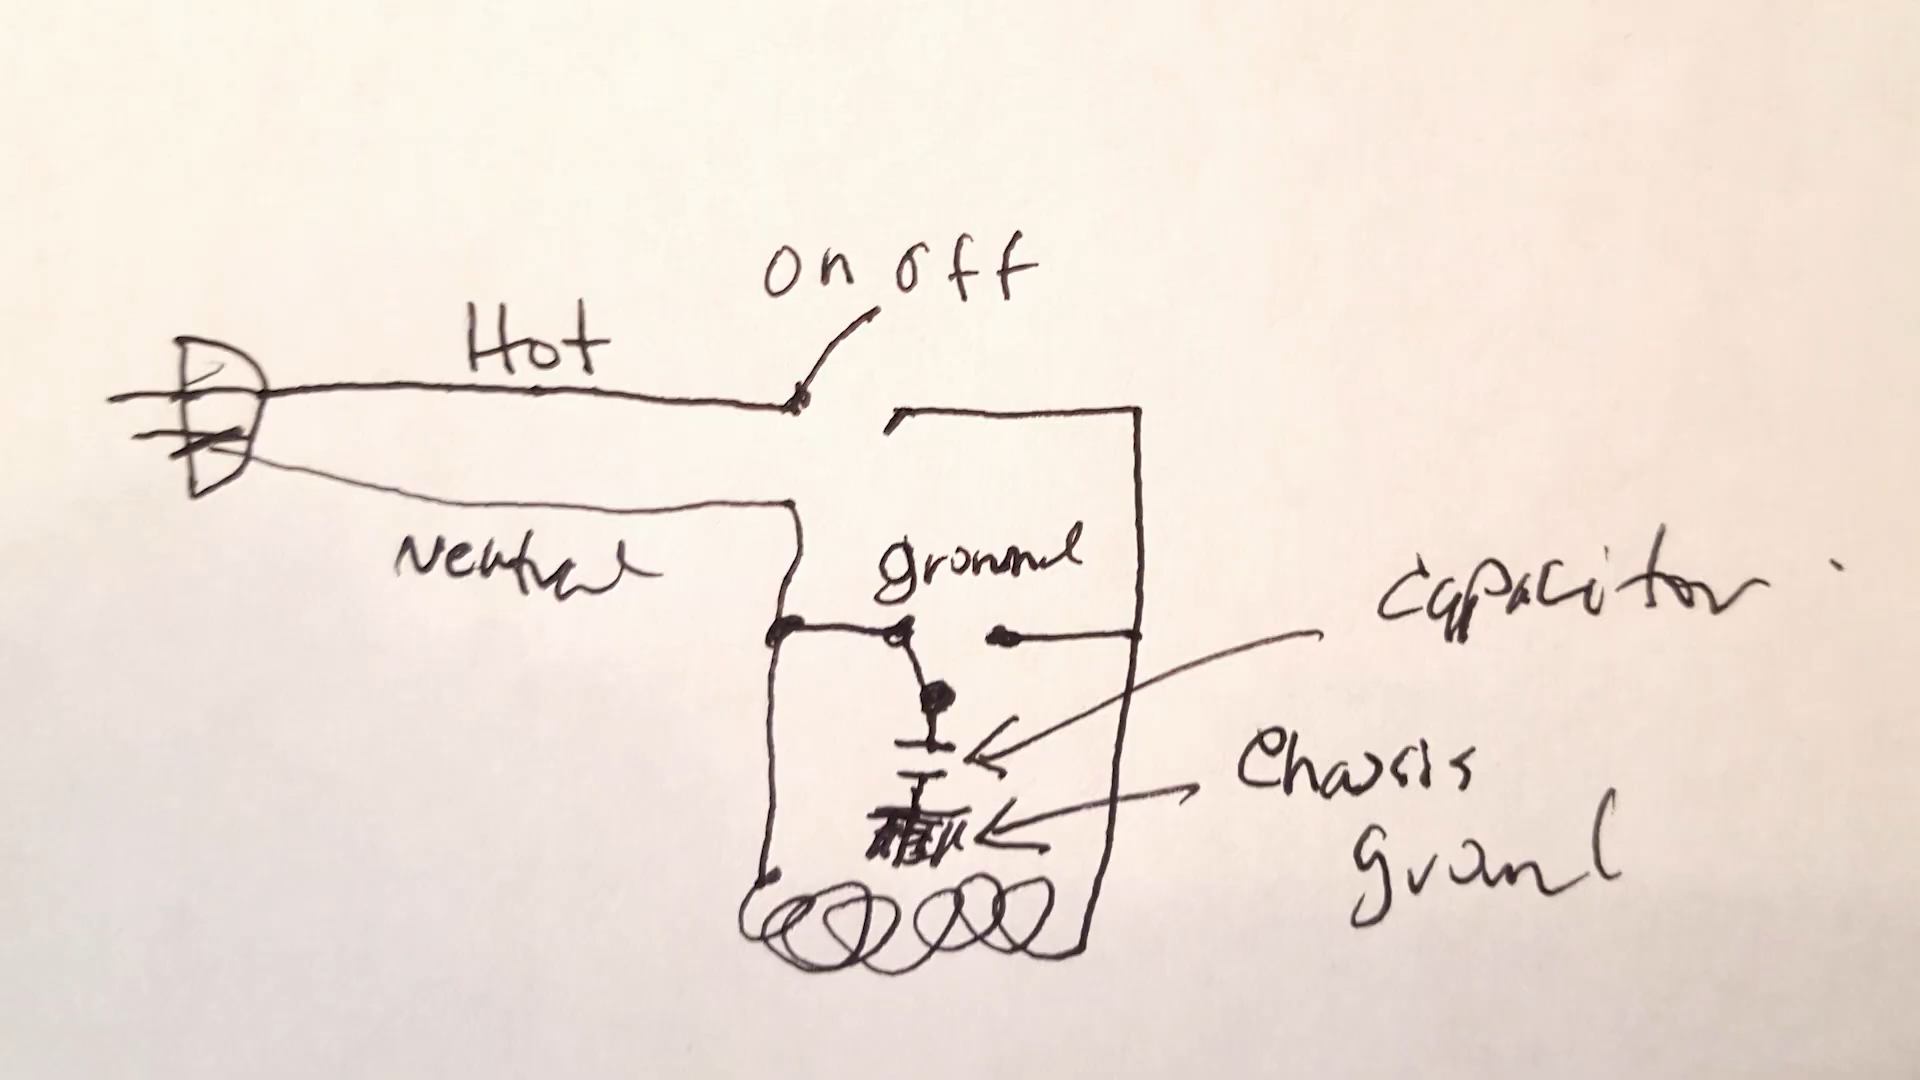 on off
Hot
Neutral
ground
Capacitor
Chassis
ground